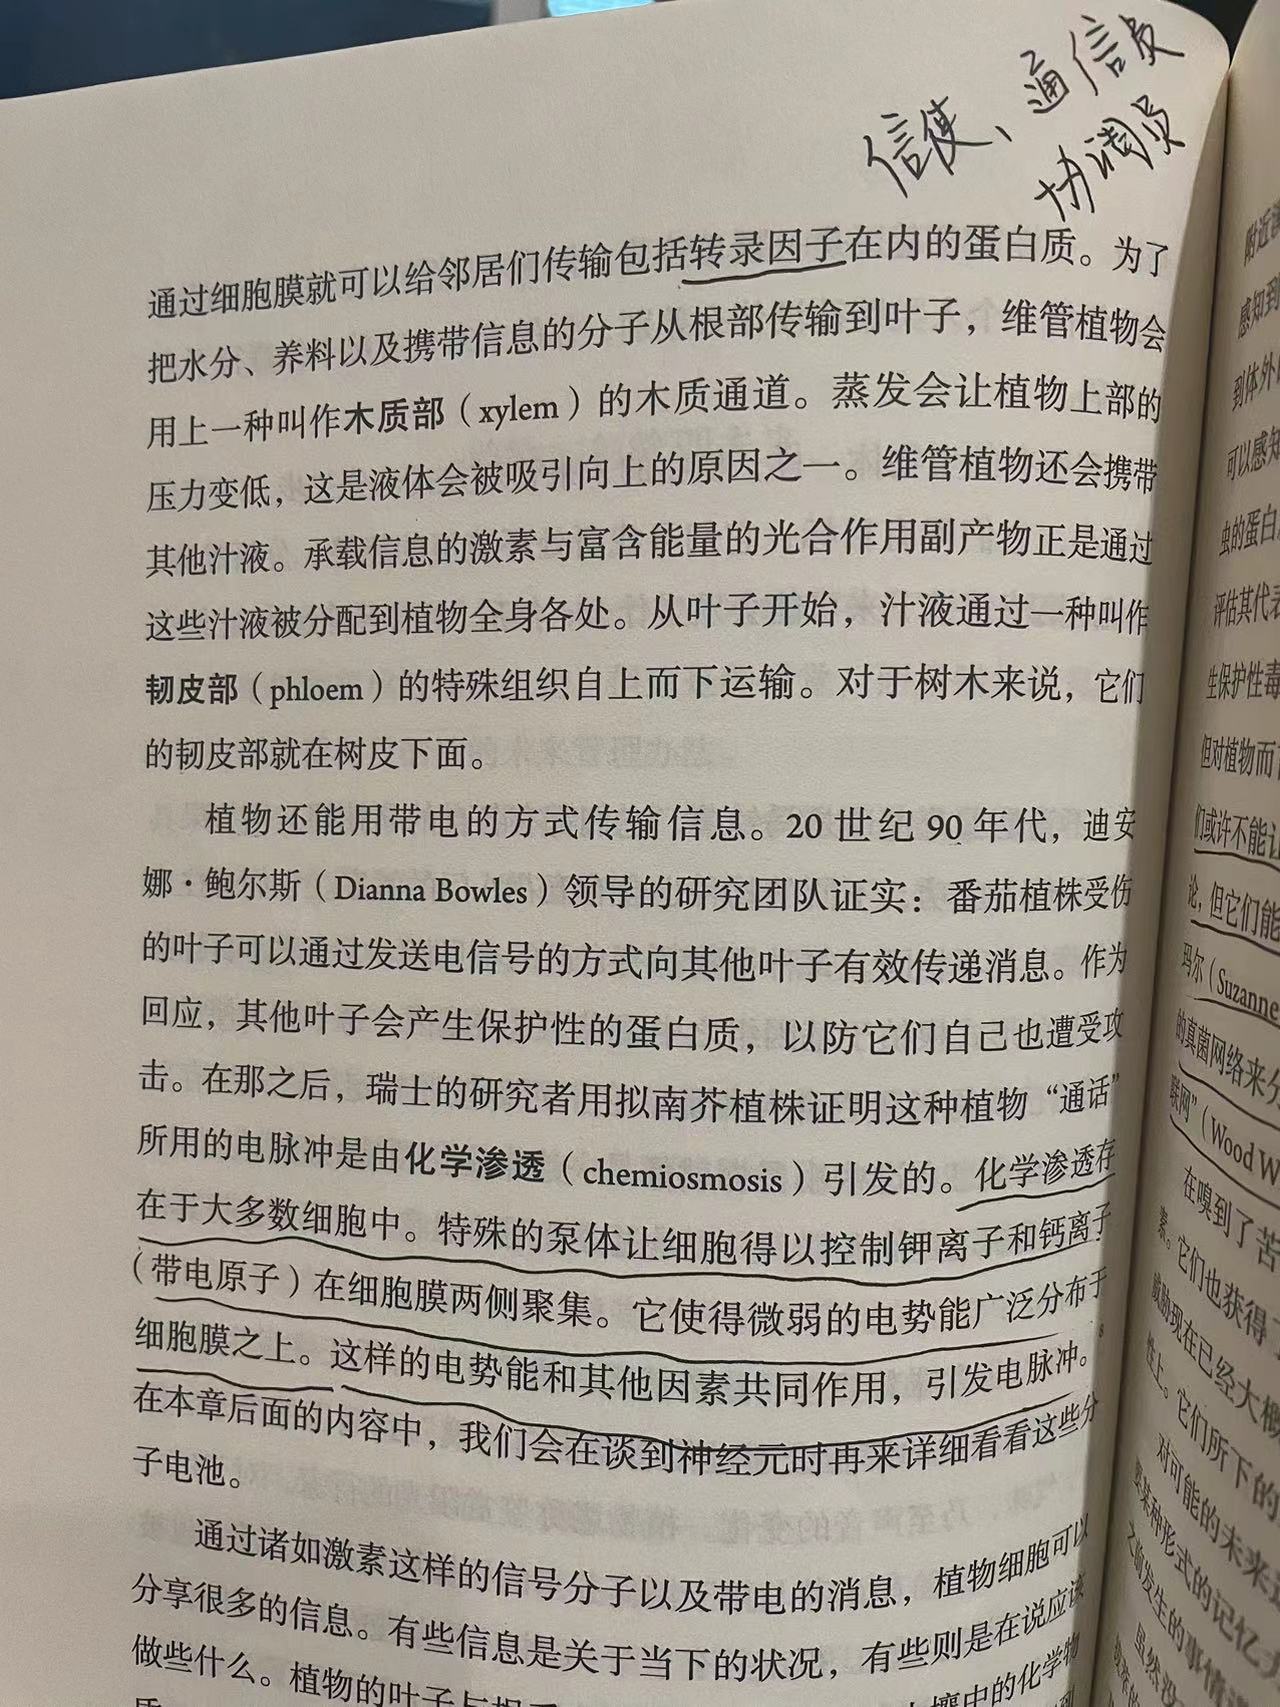 信使、通信员
协调员
通过细胞膜就可以给邻居们传输包括转录因子在内的蛋白质。为了
把水分、养料以及携带信息的分子从根部传输到叶子，维管植物会
用上一种叫作木质部（xylem）的木质通道。蒸发会让植物上部的
压力变低，这是液体会被吸引向上的原因之一。维管植物还会携带
其他汁液。承载信息的激素与富含能量的光合作用副产物正是通过
这些汁液被分配到植物全身各处。从叶子开始，汁液通过一种叫作
韧皮部（phloem）的特殊组织自上而下运输。对于树木来说，它们
的韧皮部就在树皮下面。
植物还能用带电的方式传输信息。20 世纪 90 年代，迪安
娜·鲍尔斯（Dianna Bowles）领导的研究团队证实：番茄植株受伤
的叶子可以通过发送电信号的方式向其他叶子有效传递消息。作为
回应，其他叶子会产生保护性的蛋白质，以防它们自己也遭受攻
击。在那之后，瑞士的研究者用拟南芥植株证明这种植物“通话”
所用的电脉冲是由化学渗透（chemiosmosis）引发的。化学渗透存
在于大多数细胞中。特殊的泵体让细胞得以控制钾离子和钙离子
（带电原子）在细胞膜两侧聚集。它使得微弱的电势能广泛分布于
细胞膜之上。这样的电势能和其他因素共同作用，引发电脉冲。
在本章后面的内容中，我们会在谈到神经元时再来详细看看这些分
子电池。
通过诸如激素这样的信号分子以及带电的消息，植物细胞可以
分享很多的信息。有些信息是关于当下的状况，有些则是在说应该
做些什么。植物的叶子与根
壤中的化学物
附近
感知到
到体外
可以感知
虫的蛋白
评估其代表
生保护性毒
但对植物而
们或许不能让
论，但它们能
玛尔（Suzanne
的真菌网络来分
联网”（Wood W
在嗅到了苦
素。它们也获得了
威胁现在已经大概
性上。它们所下的
对可能的未来
要某种形式的记忆
之前发生的事情
虽然没